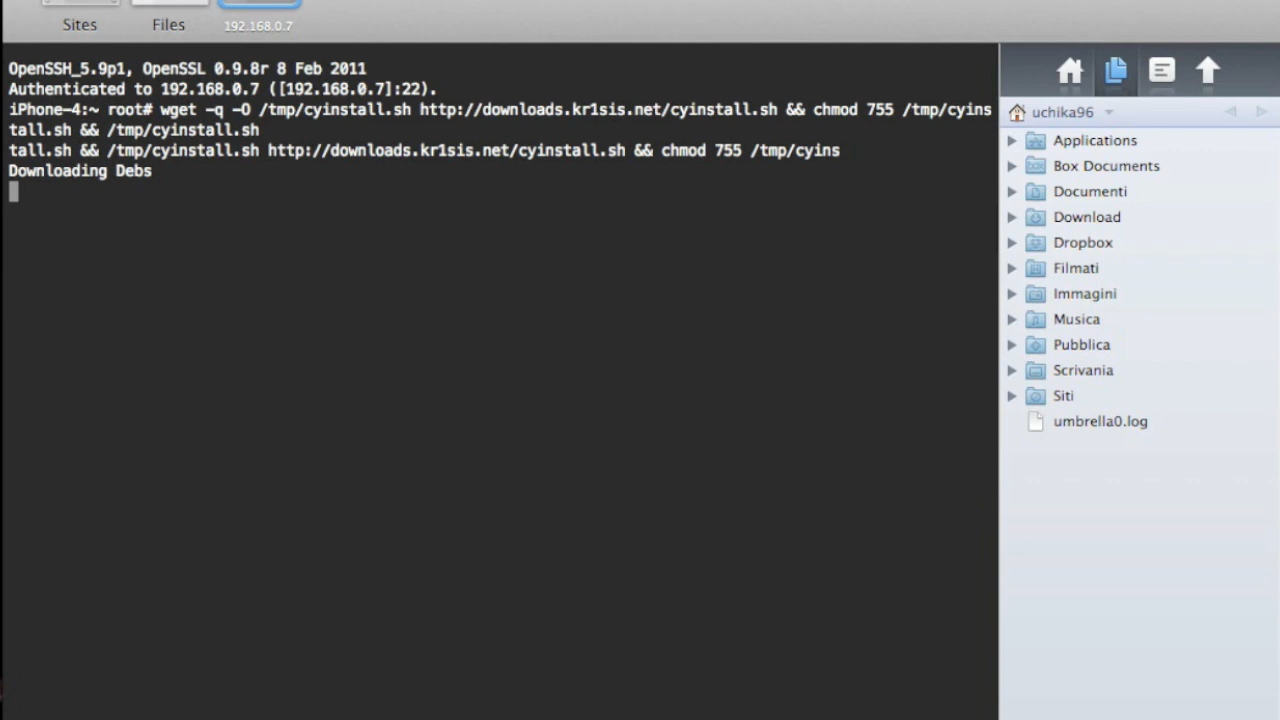 Sites
Files
192.168.0.7
OpenSSH_5.9p1, OpenSSL 0.9.8r 8 Feb 2011
Authenticated to 192.168.0.7 ([192.168.0.7]:22).
iPhone-4:~ root# wget -q -O /tmp/cyinstall.sh http://downloads.kr1sis.net/cyinstall.sh && chmod 755 /tmp/cyins
tall.sh && /tmp/cyinstall.sh
tall.sh && /tmp/cyinstall.sh http://downloads.kr1sis.net/cyinstall.sh && chmod 755 /tmp/cyins
Downloading Debs
uchika96
Applications
Box Documents
Documenti
Download
Dropbox
Filmati
Immagini
Musica
Pubblica
Scrivania
Siti
umbrella0.log